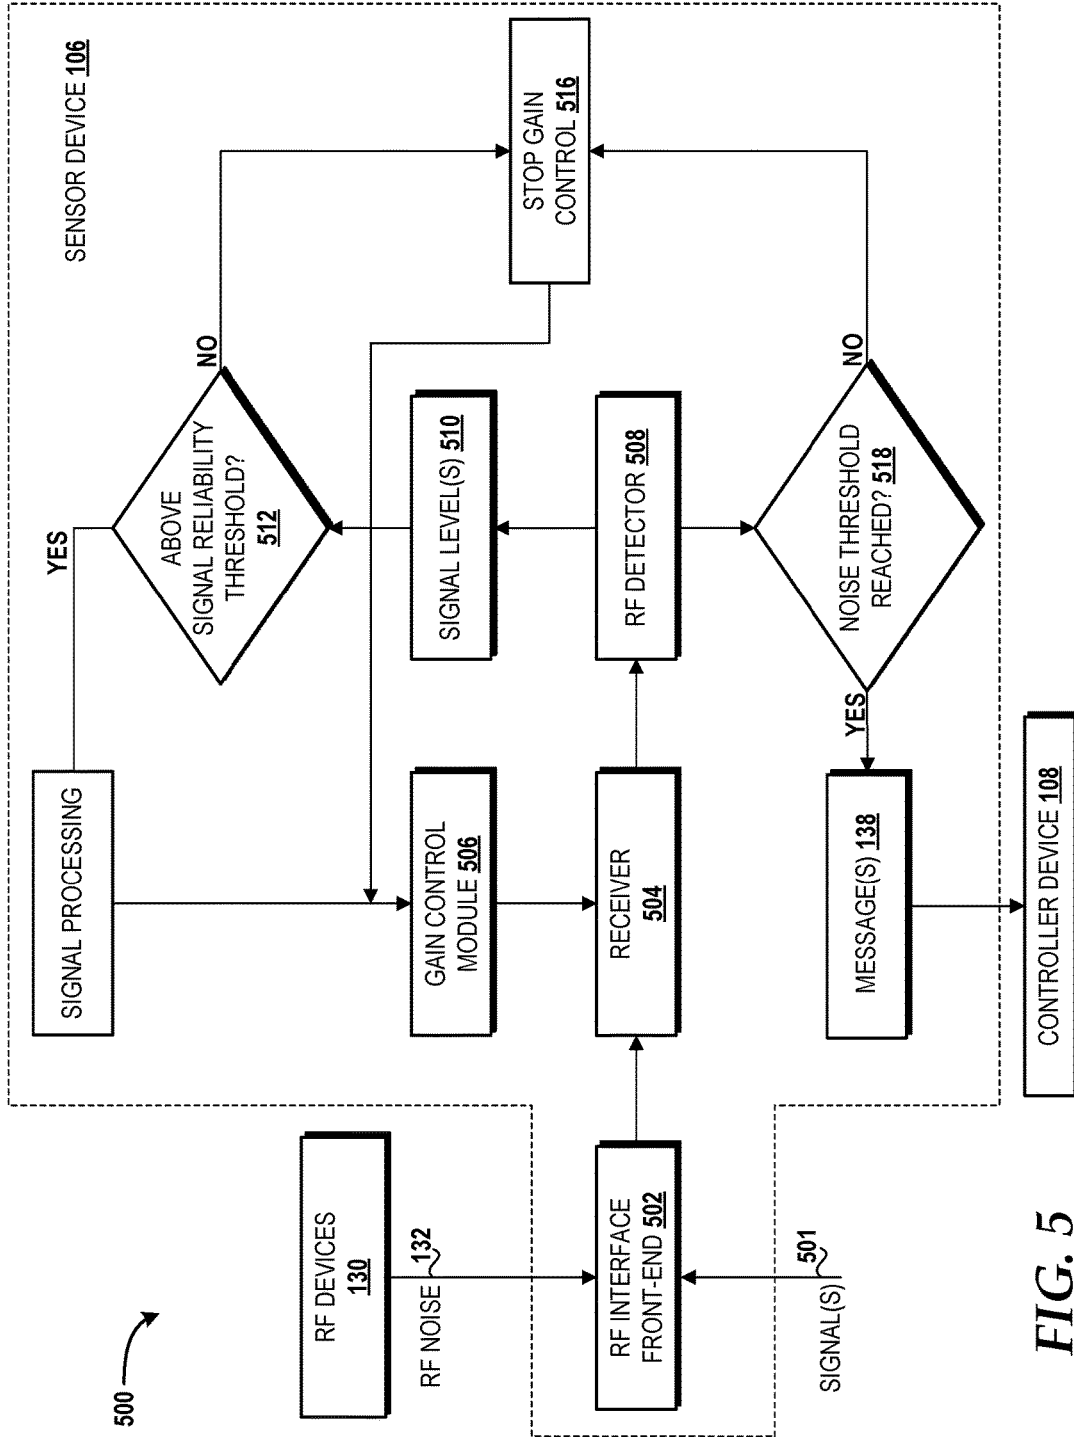 500
RF DEVICES
130
RF NOISE 132
RF INTERFACE
FRONT-END 502
SIGNAL(S) 501
SENSOR DEVICE 106
SIGNAL PROCESSING
YES
ABOVE
SIGNAL RELIABILITY
THRESHOLD?
512
NO
GAIN CONTROL
MODULE 506
SIGNAL LEVEL(S) 510
STOP GAIN
CONTROL 516
RECEIVER
504
RF DETECTOR 508
MESSAGE(S) 138
YES
NOISE THRESHOLD
REACHED? 518
NO
CONTROLLER DEVICE 108
FIG. 5